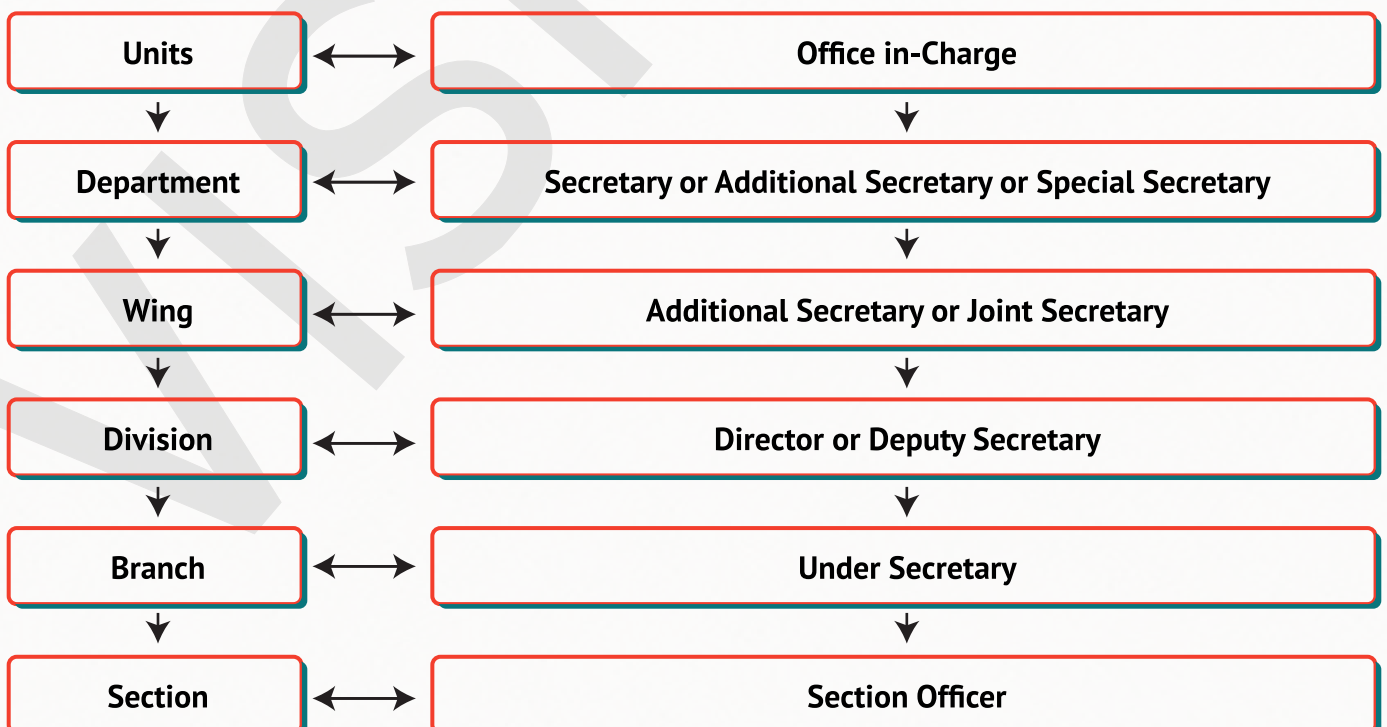 Units
Office in-Charge
Department
Secretary or Additional Secretary or Special Secretary
Wing
Additional Secretary or Joint Secretary
Division
Director or Deputy Secretary
Branch
Under Secretary
Section
Section Officer
VIS